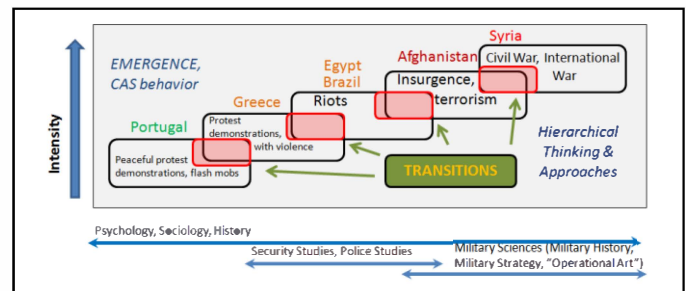 Syria
EMERGENCE,
CAS behavior
Egypt
Brazil
Afghanistan
Civil War, International
War
Insurgence,
terrorism
Greece
Riots
Portugal
Protest
demonstrations,
with violence
Peaceful protest
demonstrations, flash mobs
TRANSITIONS
Hierarchical
Thinking &
Approaches
Intensity
Psychology, Sociology, History
Security Studies, Police Studies
Military Sciences (Military History,
Military Strategy, "Operational Art")